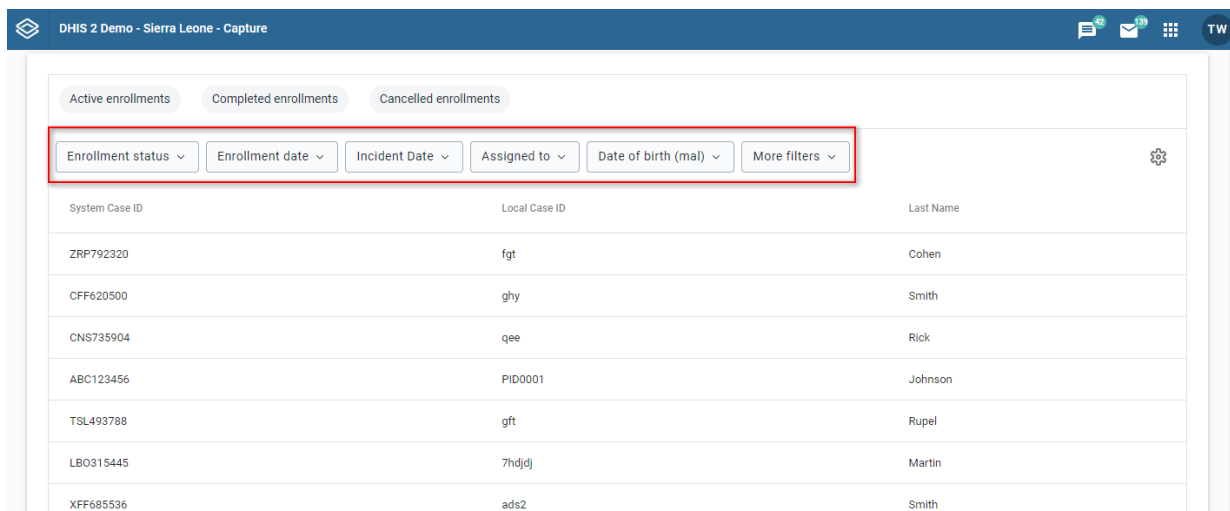 DHIS 2 Demo - Sierra Leone - Capture 42 139 TW
Active enrollments Completed enrollments Cancelled enrollments
Enrollment status Enrollment date Incident Date Assigned to Date of birth (mal) More filters
System Case ID Local Case ID Last Name
ZRP792320 fgt Cohen
CFF620500 ghy Smith
CNS735904 qee Rick
ABC123456 PID0001 Johnson
TSL493788 gft Rupel
LBO315445 7hdjdj Martin
XFF685536 ads2 Smith